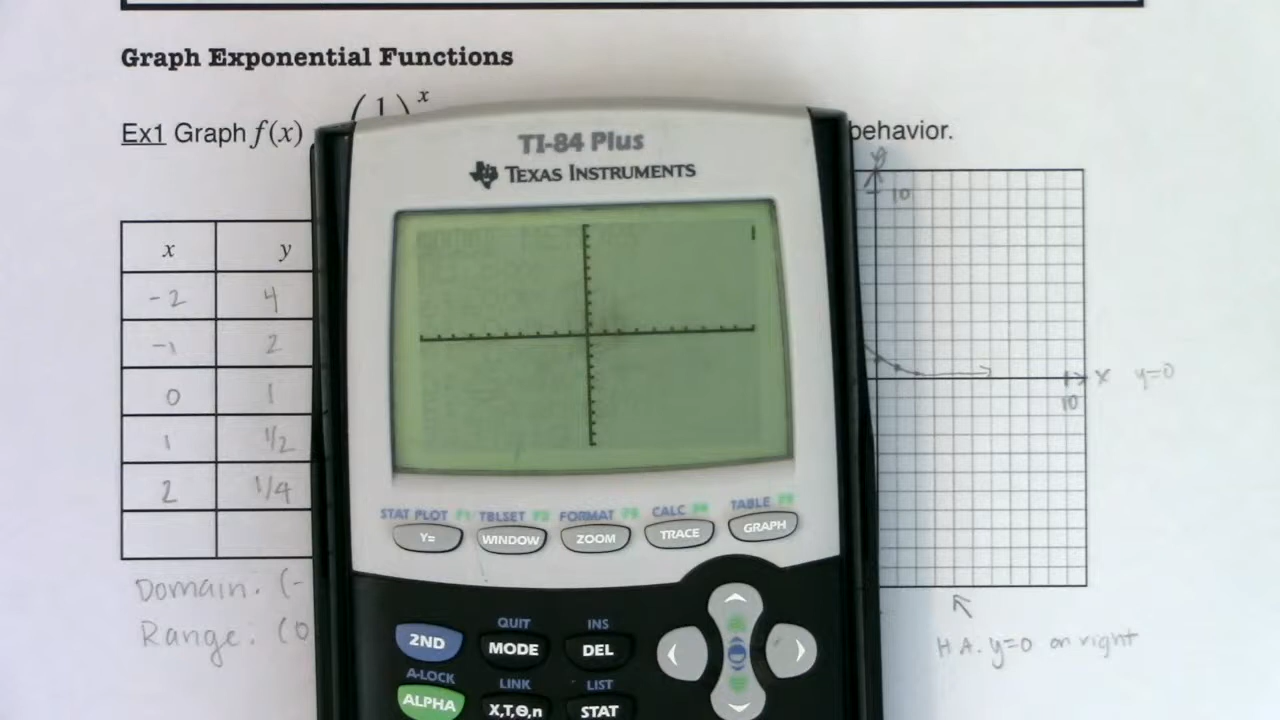 Graph Exponential Functions
Ex1 Graph f(x) (1)^x behavior.
x y
-2 4
-1 2
0 1
1 1/2
2 1/4
Domain: (-
Range: (0
y
10
x y=0
10
H.A. y=0 on right
TI-84 Plus
TEXAS INSTRUMENTS
STAT PLOT F1 TBLSET F2 FORMAT F3 CALC F4 TABLE F5
Y= WINDOW ZOOM TRACE GRAPH
QUIT INS
2ND MODE DEL
A-LOCK LINK LIST
ALPHA X,T,Θ,n STAT